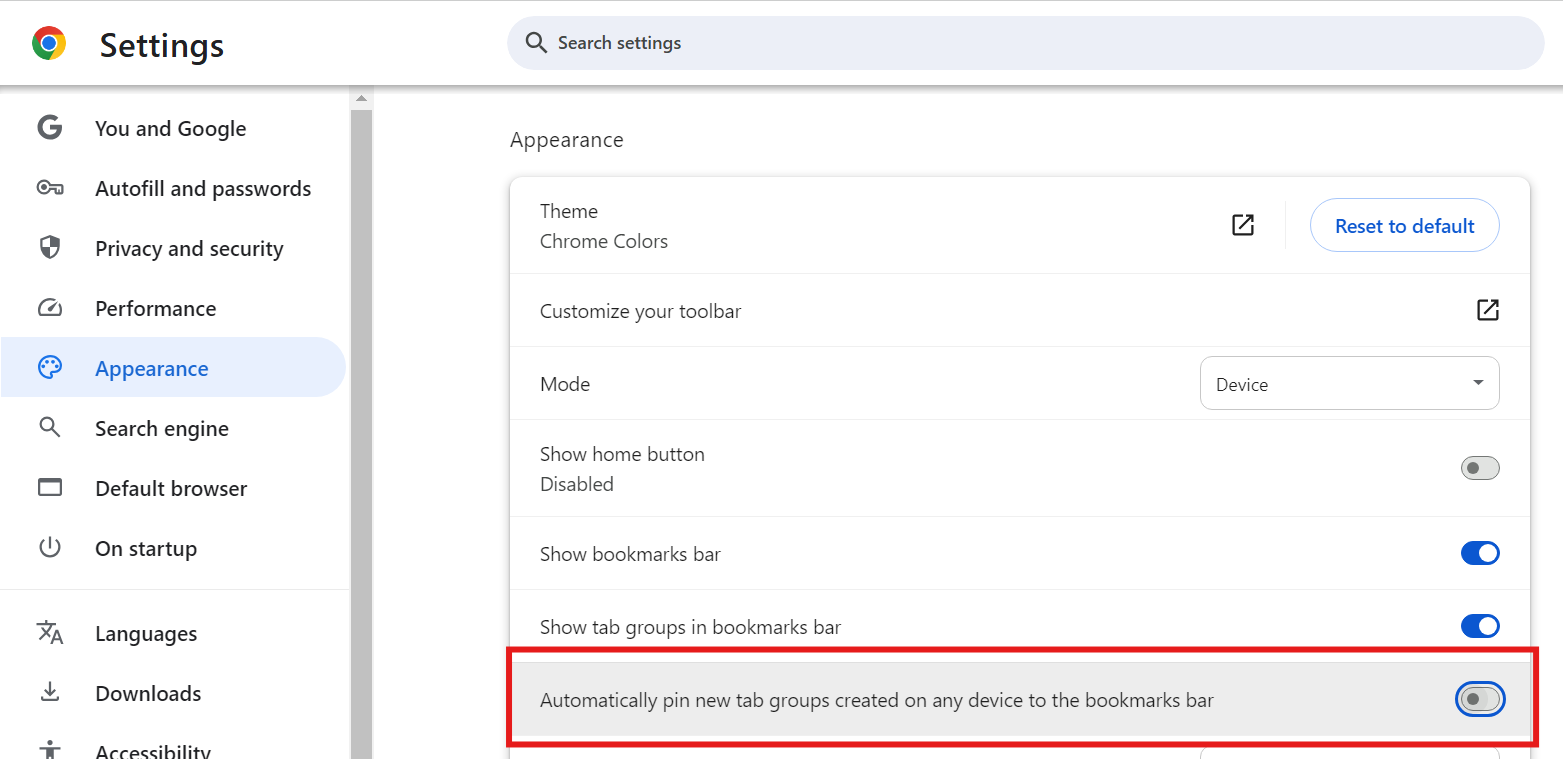 Settings
Search settings
You and Google
Autofill and passwords
Privacy and security
Performance
Appearance
Search engine
Default browser
On startup
Languages
Downloads
Accessibility
Appearance
Theme
Chrome Colors
Reset to default
Customize your toolbar
Mode
Device
Show home button
Disabled
Show bookmarks bar
Show tab groups in bookmarks bar
Automatically pin new tab groups created on any device to the bookmarks bar